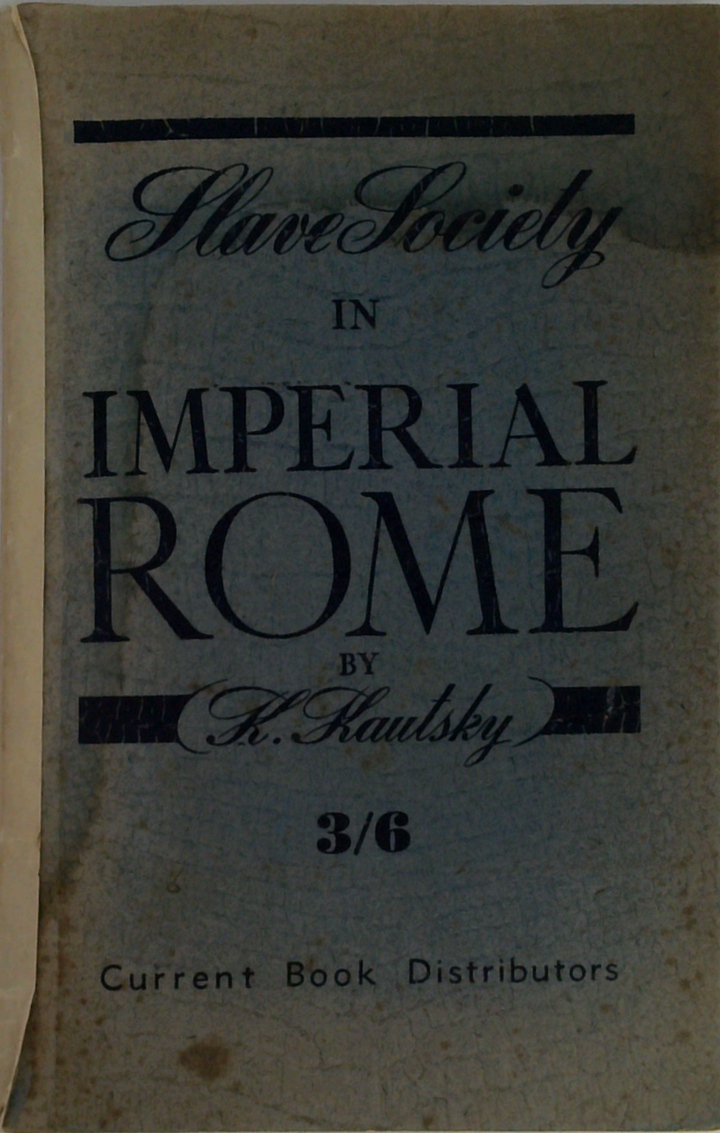 Slave Society
IN
IMPERIAL
ROME
BY
(K. Kautsky)
3/6
Current Book Distributors